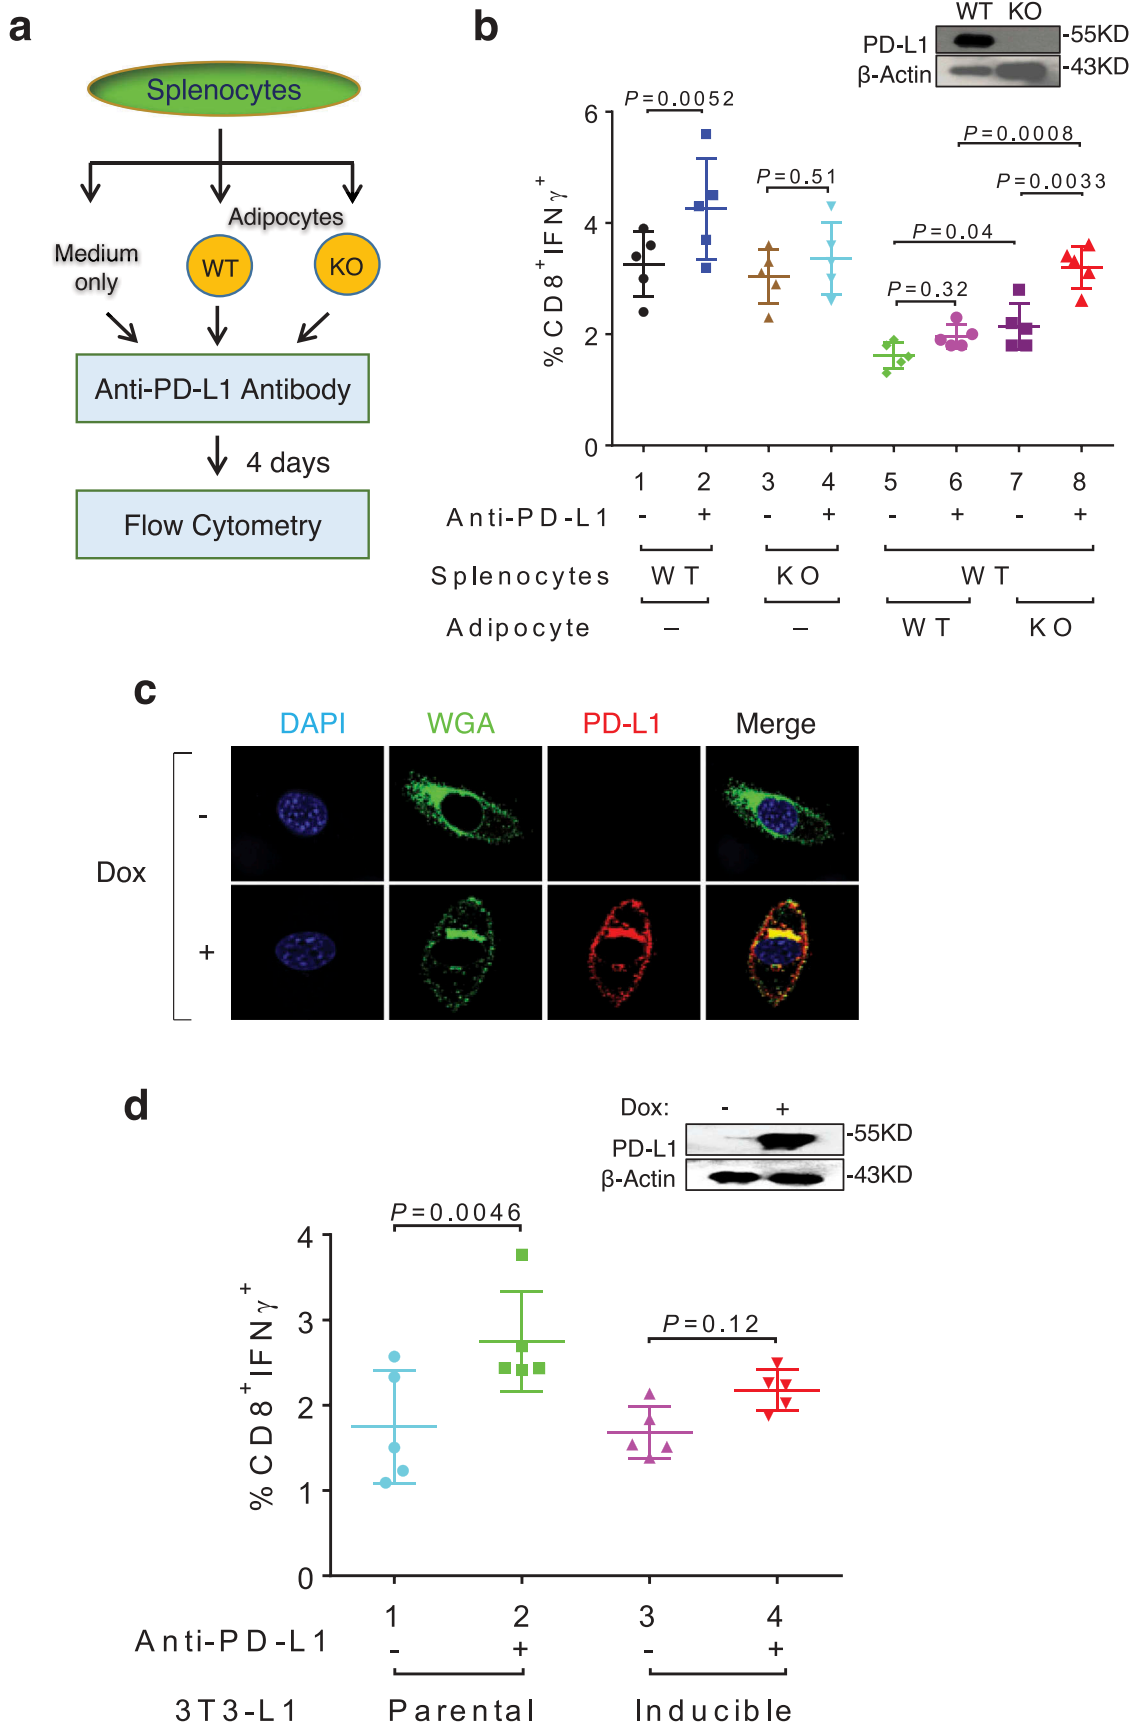 a
Splenocytes
Adipocytes
Medium only
WT
KO
Anti-PD-L1 Antibody
4 days
Flow Cytometry
b
WT KO
PD-L1 -55KD
β-Actin -43KD
P=0.0052
P=0.51
P=0.0008
P=0.0033
P=0.04
P=0.32
% CD8+IFNγ+
6
4
2
0
1 2 3 4 5 6 7 8
Anti-PD-L1 - + - + - + - +
Splenocytes WT KO WT
Adipocyte – – WT KO
c
DAPI WGA PD-L1 Merge
Dox
-
+
d
Dox: - +
PD-L1 -55KD
β-Actin -43KD
P=0.0046
P=0.12
% CD8+IFNγ+
4
3
2
1
0
1 2 3 4
Anti-PD-L1 - + - +
3T3-L1 Parental Inducible